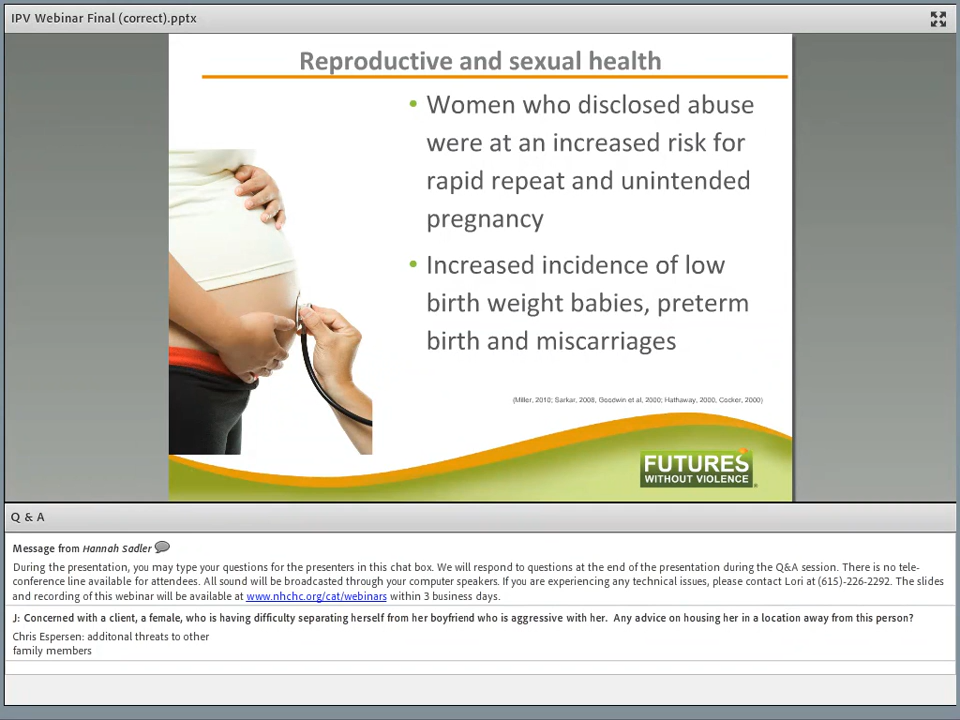 IPV Webinar Final (correct).pptx
Reproductive and sexual health
• Women who disclosed abuse
were at an increased risk for
rapid repeat and unintended
pregnancy
• Increased incidence of low
birth weight babies, preterm
birth and miscarriages
(Miller, 2010; Sarkar, 2008, Goodwin et al, 2000; Hathaway, 2000, Cocker, 2000)
FUTURES
WITHOUT VIOLENCE
Q & A
Message from Hannah Sadler
During the presentation, you may type your questions for the presenters in this chat box. We will respond to questions at the end of the presentation during the Q&A session. There is no tele-
conference line available for attendees. All sound will be broadcasted through your computer speakers. If you are experiencing any technical issues, please contact Lori at (615)-226-2292. The slides
and recording of this webinar will be available at www.nhchc.org/cat/webinars within 3 business days.
J: Concerned with a client, a female, who is having difficulty separating herself from her boyfriend who is aggressive with her. Any advice on housing her in a location away from this person?
Chris Espersen: additonal threats to other
family members